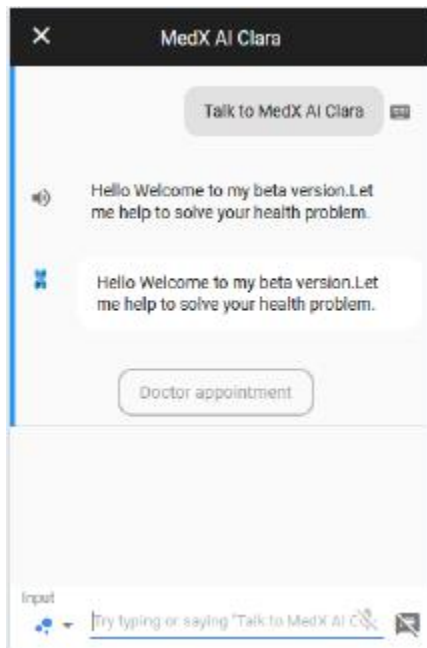 MedX AI Clara
Talk to MedX AI Clara
Hello Welcome to my beta version.Let
me help to solve your health problem.
Hello Welcome to my beta version.Let
me help to solve your health problem.
Doctor appointment
Input
Try typing or saying "Talk to MedX AI C